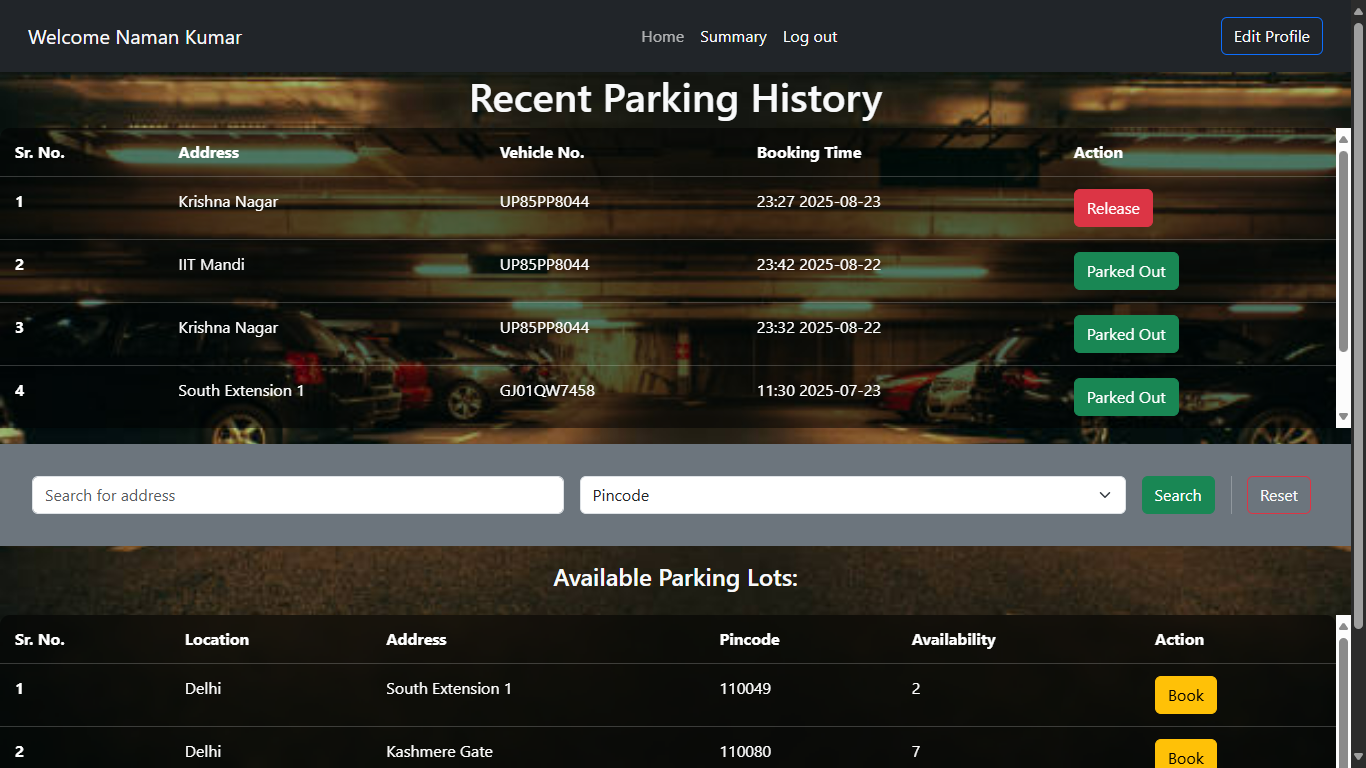 Welcome Naman Kumar Home Summary Log out Edit Profile
Recent Parking History
Sr. No. Address Vehicle No. Booking Time Action
1 Krishna Nagar UP85PP8044 23:27 2025-08-23 Release
2 IIT Mandi UP85PP8044 23:42 2025-08-22 Parked Out
3 Krishna Nagar UP85PP8044 23:32 2025-08-22 Parked Out
4 South Extension 1 GJ01QW7458 11:30 2025-07-23 Parked Out
Search for address Pincode Search Reset
Available Parking Lots:
Sr. No. Location Address Pincode Availability Action
1 Delhi South Extension 1 110049 2 Book
2 Delhi Kashmere Gate 110080 7 Book